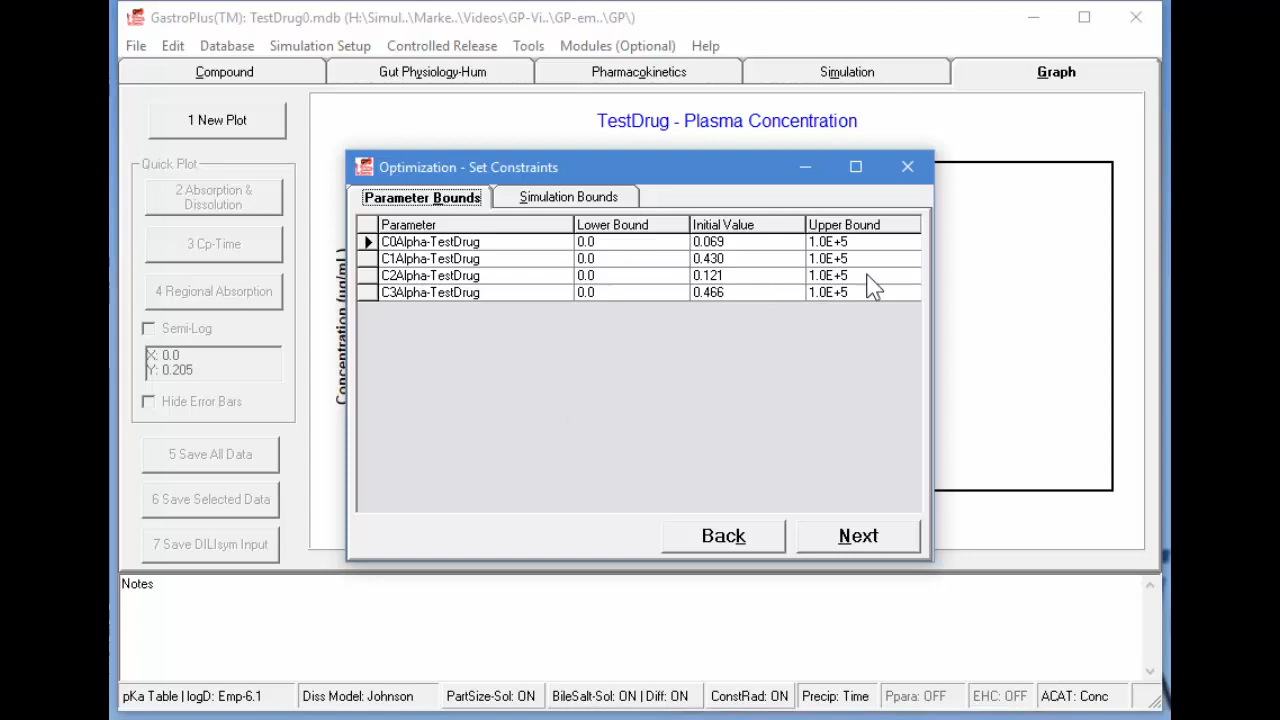 GastroPlus(TM): TestDrug0.mdb (H:\Simul..\Marke..\Videos\GP-Vi..\GP-em..\GP\)
File Edit Database Simulation Setup Controlled Release Tools Modules (Optional) Help
Compound Gut Physiology-Hum Pharmacokinetics Simulation Graph
1 New Plot
Quick Plot
2 Absorption &
Dissolution
3 Cp-Time
4 Regional Absorption
Semi-Log
X: 0.0
Y: 0.205
Hide Error Bars
5 Save All Data
6 Save Selected Data
7 Save DILIsym Input
TestDrug - Plasma Concentration
Concentration (ug/mL)
Optimization - Set Constraints
Parameter Bounds Simulation Bounds
Parameter Lower Bound Initial Value Upper Bound
C0Alpha-TestDrug 0.0 0.069 1.0E+5
C1Alpha-TestDrug 0.0 0.430 1.0E+5
C2Alpha-TestDrug 0.0 0.121 1.0E+5
C3Alpha-TestDrug 0.0 0.466 1.0E+5
Back Next
Notes
pKa Table | logD: Emp-6.1 Diss Model: Johnson PartSize-Sol: ON BileSalt-Sol: ON | Diff: ON ConstRad: ON Precip: Time Ppara: OFF EHC: OFF ACAT: Conc